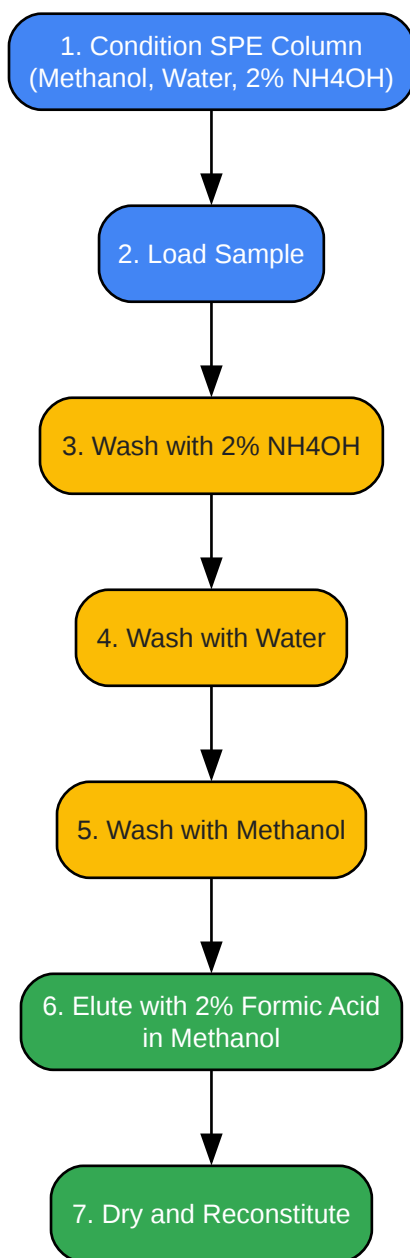 1. Condition SPE Column
(Methanol, Water, 2% NH4OH)
2. Load Sample
3. Wash with 2% NH4OH
4. Wash with Water
5. Wash with Methanol
6. Elute with 2% Formic Acid
in Methanol
7. Dry and Reconstitute